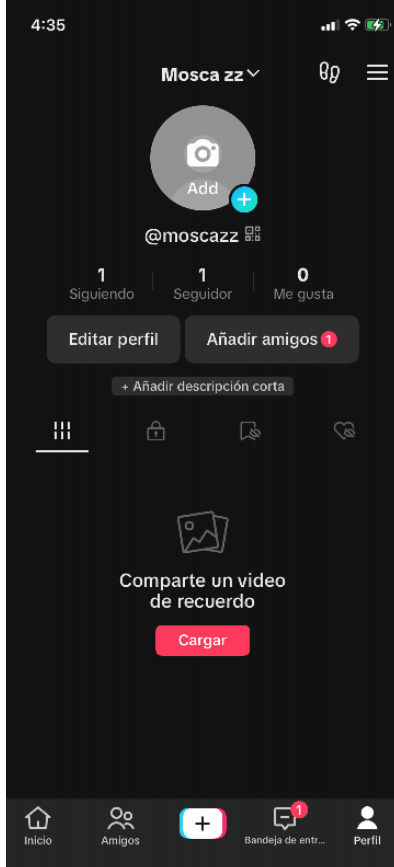 4:35
Mosca zz
Add
@moscazz
1 1 0
Siguiendo Seguidor Me gusta
Editar perfil Añadir amigos 1
+ Añadir descripción corta
Comparte un video
de recuerdo
Cargar
1
Inicio Amigos Bandeja de entr... Perfil